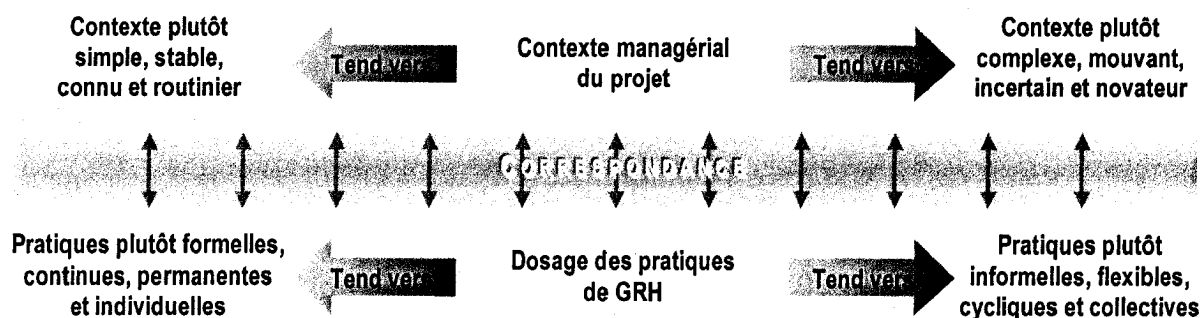 Contexte plutôt
simple, stable,
connu et routinier
Tend vers
Contexte managérial
du projet
Tend vers
Contexte plutôt
complexe, mouvant,
incertain et novateur
CORRESPONDANCE
Pratiques plutôt formelles,
continues, permanentes
et individuelles
Tend vers
Dosage des pratiques
de GRH
Tend vers
Pratiques plutôt
informelles, flexibles,
cycliques et collectives